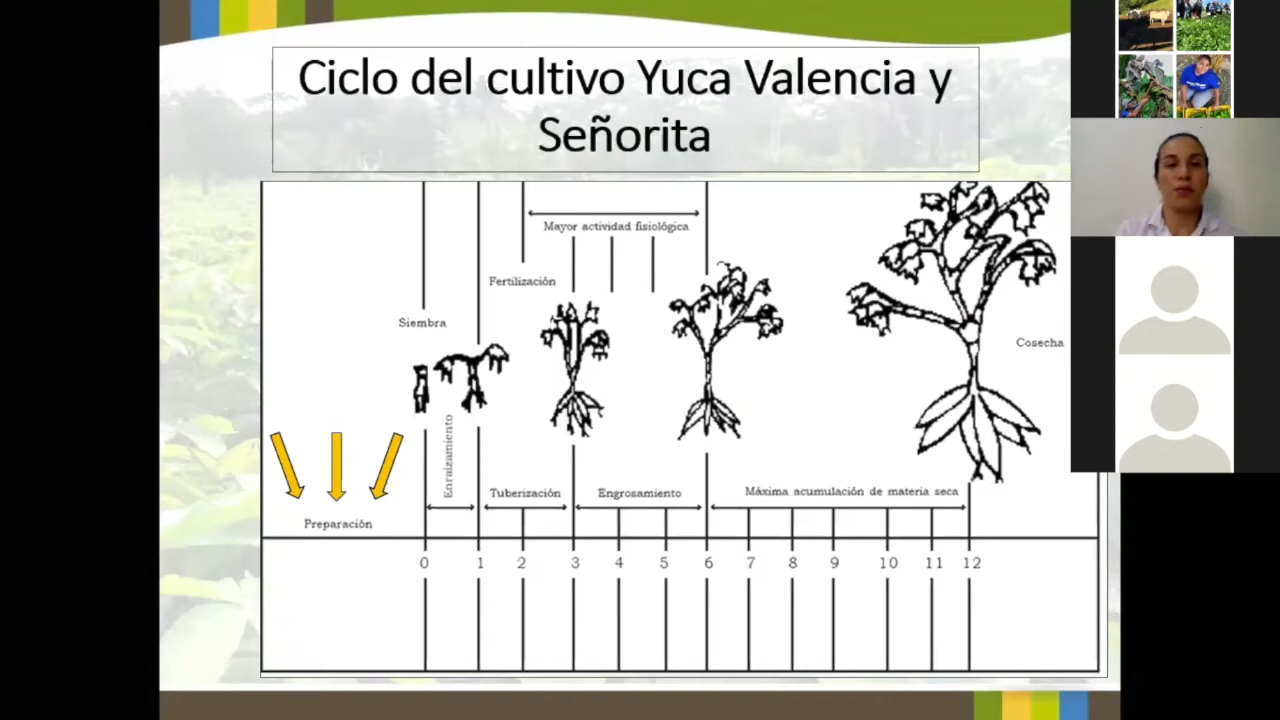 Ciclo del cultivo Yuca Valencia y
Señorita
Mayor actividad fisiológica
Fertilización
Siembra
Cosecha
Enraizamiento
Tuberización
Engrosamiento
Máxima acumulación de materia seca
Preparación
0 1 2 3 4 5 6 7 8 9 10 11 12